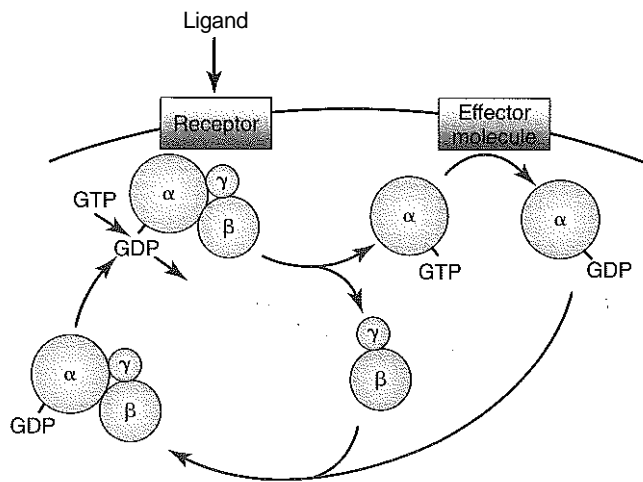 Ligand
Receptor
Effector
molecule
α
γ
β
GTP
GDP
α
GTP
α
GDP
γ
β
α
γ
β
GDP